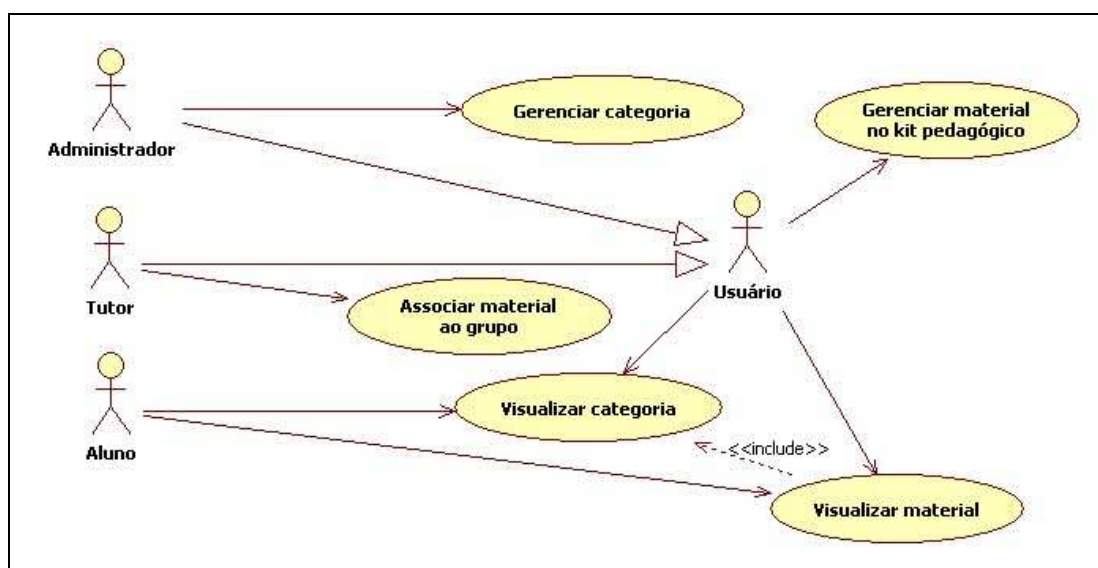 Gerenciar categoria
Gerenciar material
no kit pedagógico
Administrador
Tutor
Associar material
ao grupo
Usuário
Visualizar categoria
<<include>>
Aluno
Visualizar material